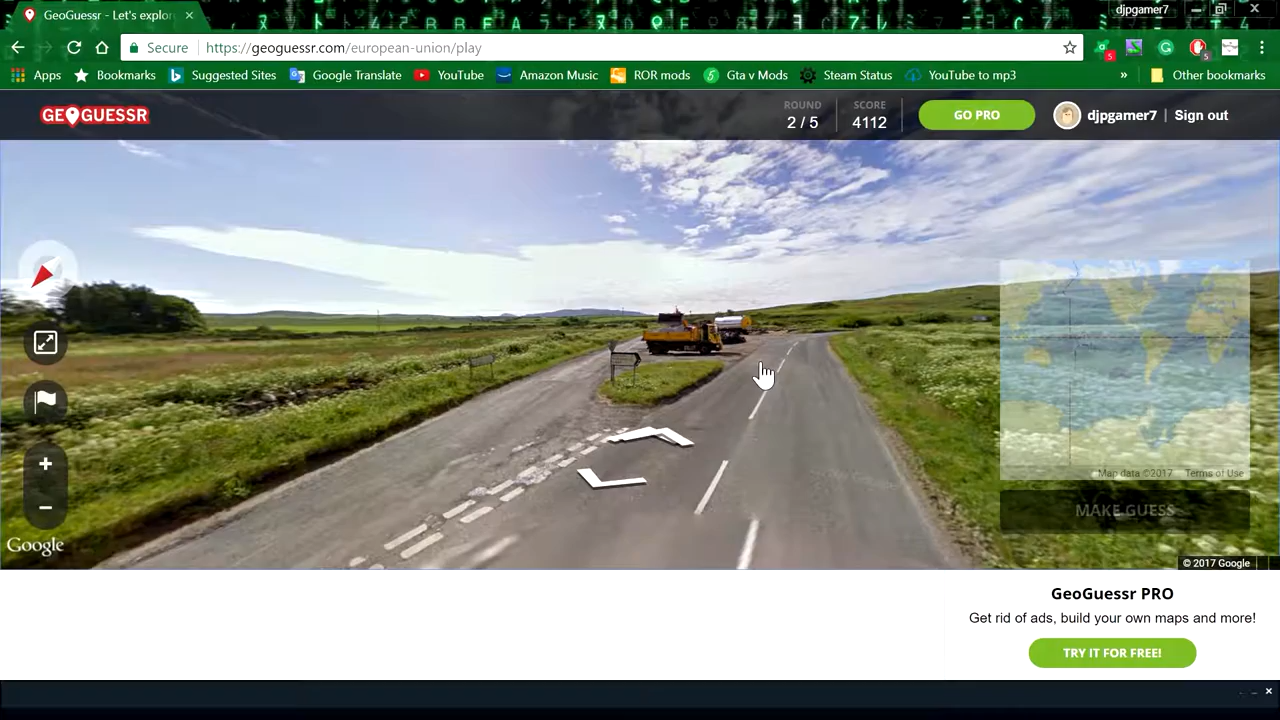 GeoGuessr - Let's explor
djpgamer7
Secure
https://geoguessr.com/european-union/play
Apps
Bookmarks
Suggested Sites
Google Translate
YouTube
Amazon Music
ROR mods
Gta v Mods
Steam Status
YouTube to mp3
»
Other bookmarks
GEOGUESSR
ROUND
2 / 5
SCORE
4112
GO PRO
djpgamer7 | Sign out
Map data ©2017 Terms of Use
MAKE GUESS
Google
© 2017 Google
GeoGuessr PRO
Get rid of ads, build your own maps and more!
TRY IT FOR FREE!